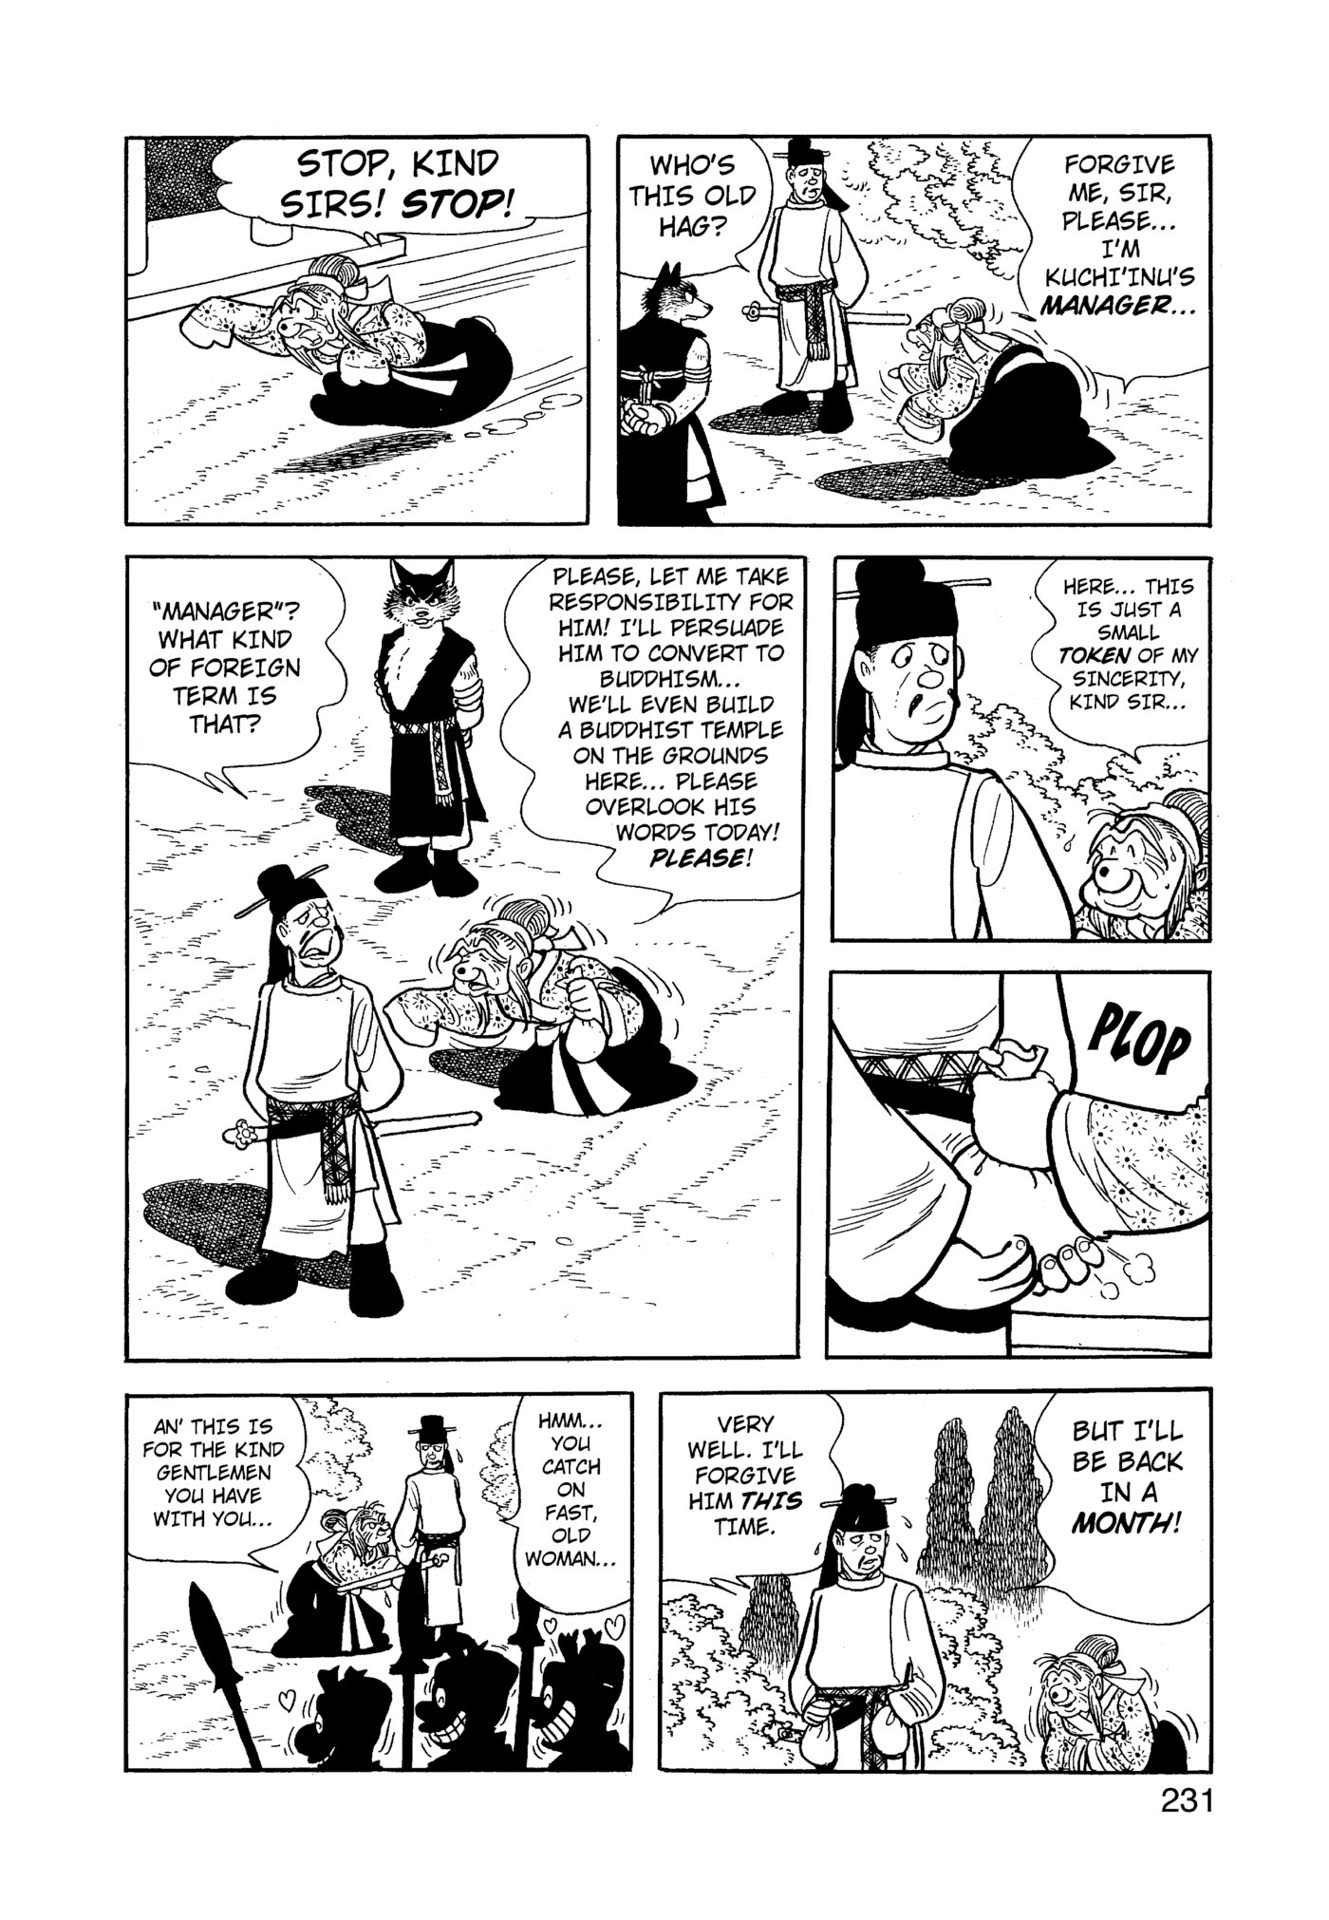 STOP, KIND
SIRS! STOP!
WHO'S
THIS OLD
HAG?
FORGIVE
ME, SIR,
PLEASE...
I'M
KUCHI'INU'S
MANAGER...
"MANAGER"?
WHAT KIND
OF FOREIGN
TERM IS
THAT?
PLEASE, LET ME TAKE
RESPONSIBILITY FOR
HIM! I'LL PERSUADE
HIM TO CONVERT TO
BUDDHISM...
WE'LL EVEN BUILD
A BUDDHIST TEMPLE
ON THE GROUNDS
HERE... PLEASE
OVERLOOK HIS
WORDS TODAY!
PLEASE!
HERE... THIS
IS JUST A
SMALL
TOKEN OF MY
SINCERITY,
KIND SIR...
PLOP
AN' THIS IS
FOR THE KIND
GENTLEMEN
YOU HAVE
WITH YOU...
HMM...
YOU
CATCH
ON
FAST,
OLD
WOMAN...
VERY
WELL. I'LL
FORGIVE
HIM THIS
TIME.
BUT I'LL
BE BACK
IN A
MONTH!
231